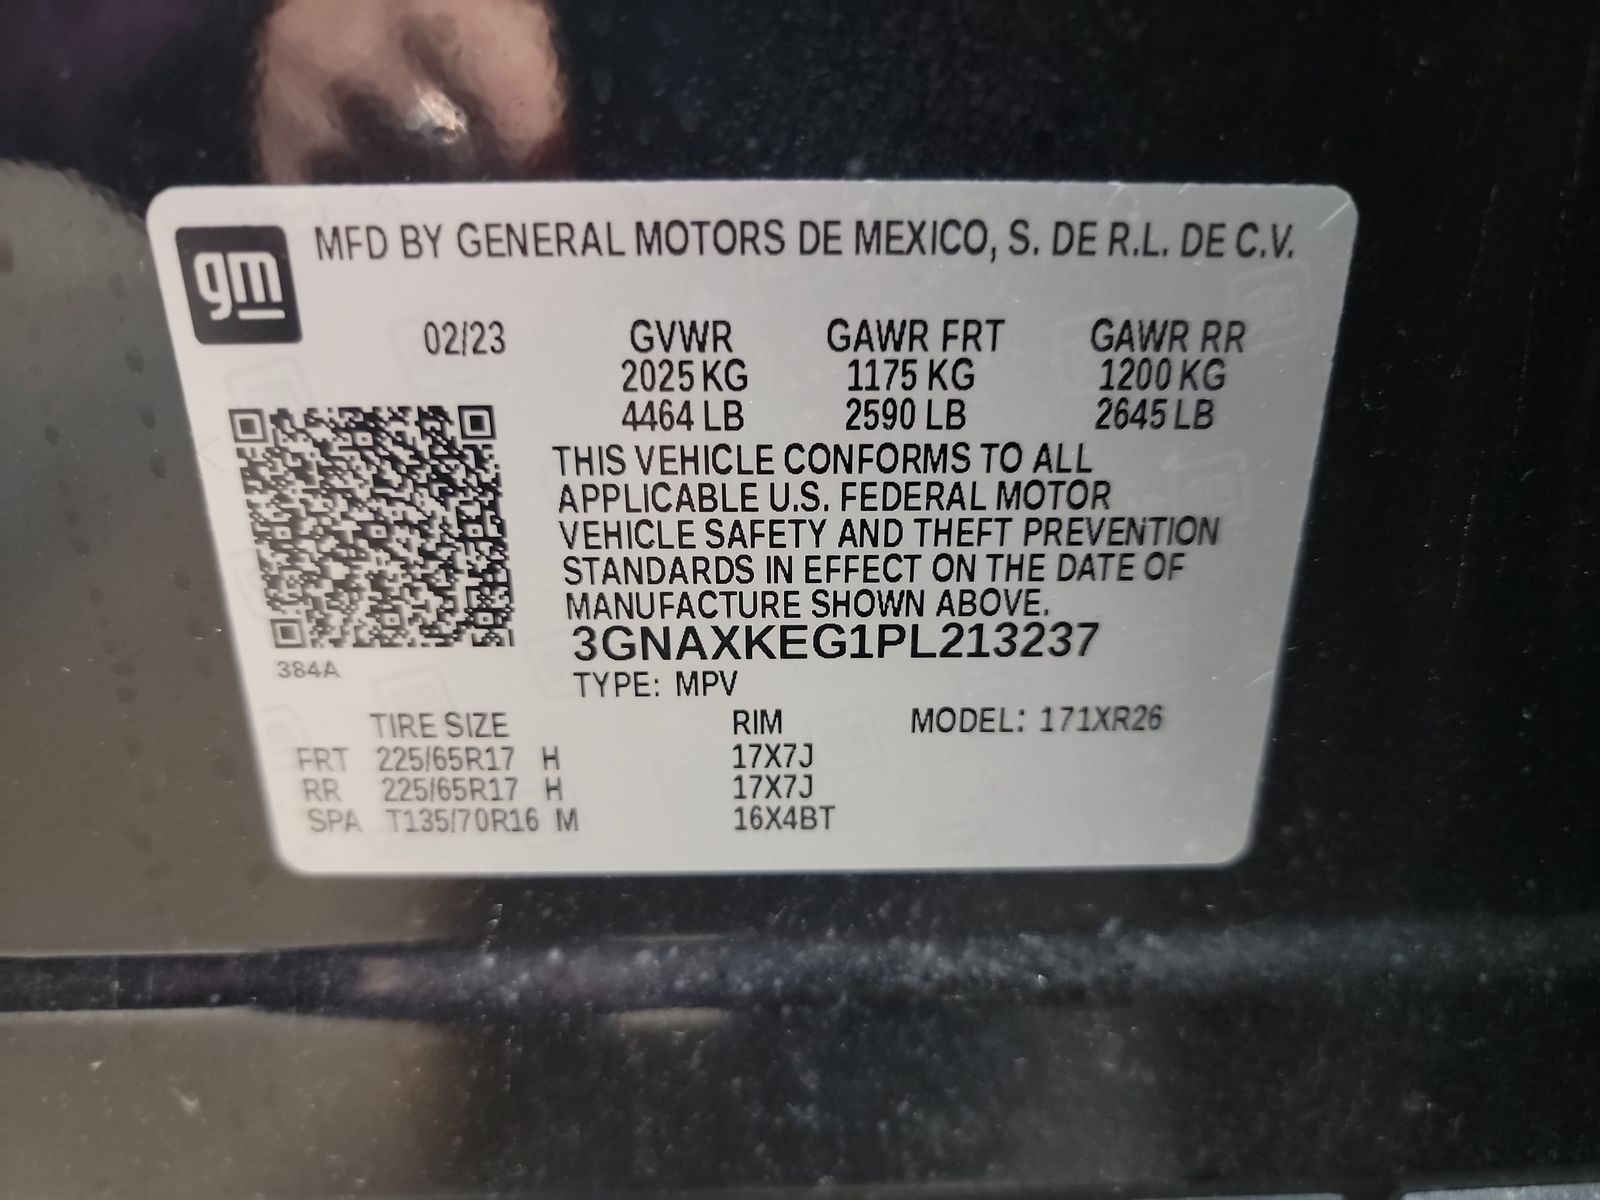 gm
MFD BY GENERAL MOTORS DE MEXICO, S. DE R.L. DE C.V.
02/23 GVWR GAWR FRT GAWR RR
2025 KG 1175 KG 1200 KG
4464 LB 2590 LB 2645 LB
THIS VEHICLE CONFORMS TO ALL
APPLICABLE U.S. FEDERAL MOTOR
VEHICLE SAFETY AND THEFT PREVENTION
STANDARDS IN EFFECT ON THE DATE OF
MANUFACTURE SHOWN ABOVE.
3GNAXKEG1PL213237
384A
TYPE: MPV
TIRE SIZE RIM MODEL: 171XR26
FRT 225/65R17 H 17X7J
RR 225/65R17 H 17X7J
SPA T135/70R16 M 16X4BT